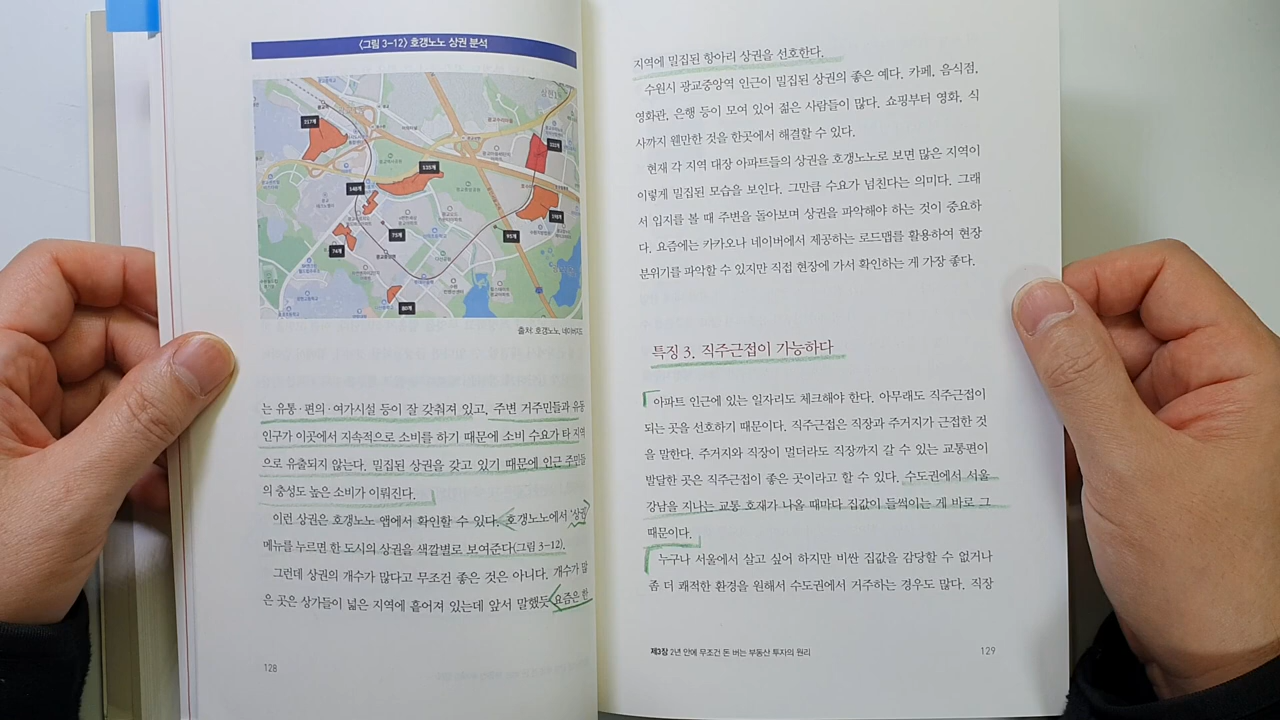 <그림 3-12> 호갱노노 상권 분석
317개
135개
148개
73개
74개
95개
80개
출처: 호갱노노, 네이버지도
는 유통·편의·여가시설 등이 잘 갖춰져 있고, 주변 거주민들과 유동
인구가 이곳에서 지속적으로 소비를 하기 때문에 소비 수요가 타 지역
으로 유출되지 않는다. 밀집된 상권을 갖고 있기 때문에 인근 주민들
의 충성도 높은 소비가 이뤄진다.
이런 상권은 호갱노노 앱에서 확인할 수 있다. 호갱노노에서 '상권'
메뉴를 누르면 한 도시의 상권을 색깔별로 보여준다(그림 3-12).
그런데 상권의 개수가 많다고 무조건 좋은 것은 아니다. 개수가 많
은 곳은 상가들이 넓은 지역에 흩어져 있는데 앞서 말했듯 요즘은 한
128
지역에 밀집된 항아리 상권을 선호한다.
수원시 광교중앙역 인근이 밀집된 상권의 좋은 예다. 카페, 음식점,
영화관, 은행 등이 모여 있어 젊은 사람들이 많다. 쇼핑부터 영화, 식
사까지 웬만한 것을 한곳에서 해결할 수 있다.
현재 각 지역 대장 아파트들의 상권을 호갱노노로 보면 많은 지역이
이렇게 밀집된 모습을 보인다. 그만큼 수요가 넘친다는 의미다. 그래
서 입지를 볼 때 주변을 돌아보며 상권을 파악해야 하는 것이 중요하
다. 요즘에는 카카오나 네이버에서 제공하는 로드맵를 활용하여 현장
분위기를 파악할 수 있지만 직접 현장에 가서 확인하는 게 가장 좋다.
특징 3. 직주근접이 가능하다
아파트 인근에 있는 일자리도 체크해야 한다. 아무래도 직주근접이
되는 곳을 선호하기 때문이다. 직주근접은 직장과 주거지가 근접한 것
을 말한다. 주거지와 직장이 멀더라도 직장까지 갈 수 있는 교통편이
발달한 곳은 직주근접이 좋은 곳이라고 할 수 있다. 수도권에서 서울
강남을 지나는 교통 호재가 나올 때마다 집값이 들썩이는 게 바로 그
때문이다.
누구나 서울에서 살고 싶어 하지만 비싼 집값을 감당할 수 없거나
좀 더 쾌적한 환경을 원해서 수도권에서 거주하는 경우도 많다. 직장
제3장 2년 안에 무조건 돈 버는 부동산 투자의 원리
129